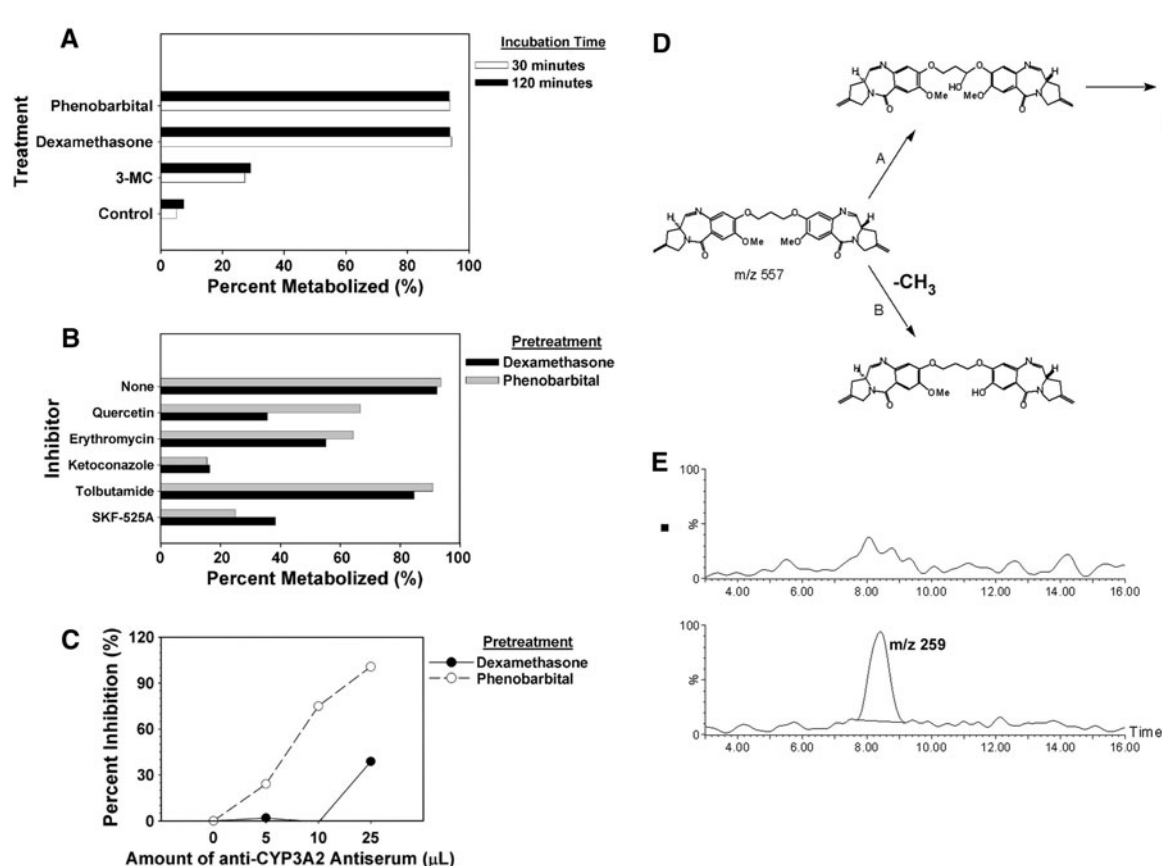 A
Treatment
Phenobarbital
Dexamethasone
3-MC
Control
0 20 40 60 80 100
Percent Metabolized (%)
Incubation Time
30 minutes
120 minutes
B
Inhibitor
None
Quercetin
Erythromycin
Ketoconazole
Tolbutamide
SKF-525A
0 20 40 60 80 100
Percent Metabolized (%)
Pretreatment
Dexamethasone
Phenobarbital
C
Percent Inhibition (%)
120
90
60
30
0
0 5 10 25
Amount of anti-CYP3A2 Antiserum (µL)
Pretreatment
Dexamethasone
Phenobarbital
D
H N O O N H
HO
N OMe MeO N
O O
A
H N O O N H
N OMe MeO N
O O
m/z 557
-CH3
B
H N O O N H
N OMe HO N
O O
E
100
%
0
4.00 6.00 8.00 10.00 12.00 14.00 16.00
100
m/z 259
%
0
Time
4.00 6.00 8.00 10.00 12.00 14.00 16.00